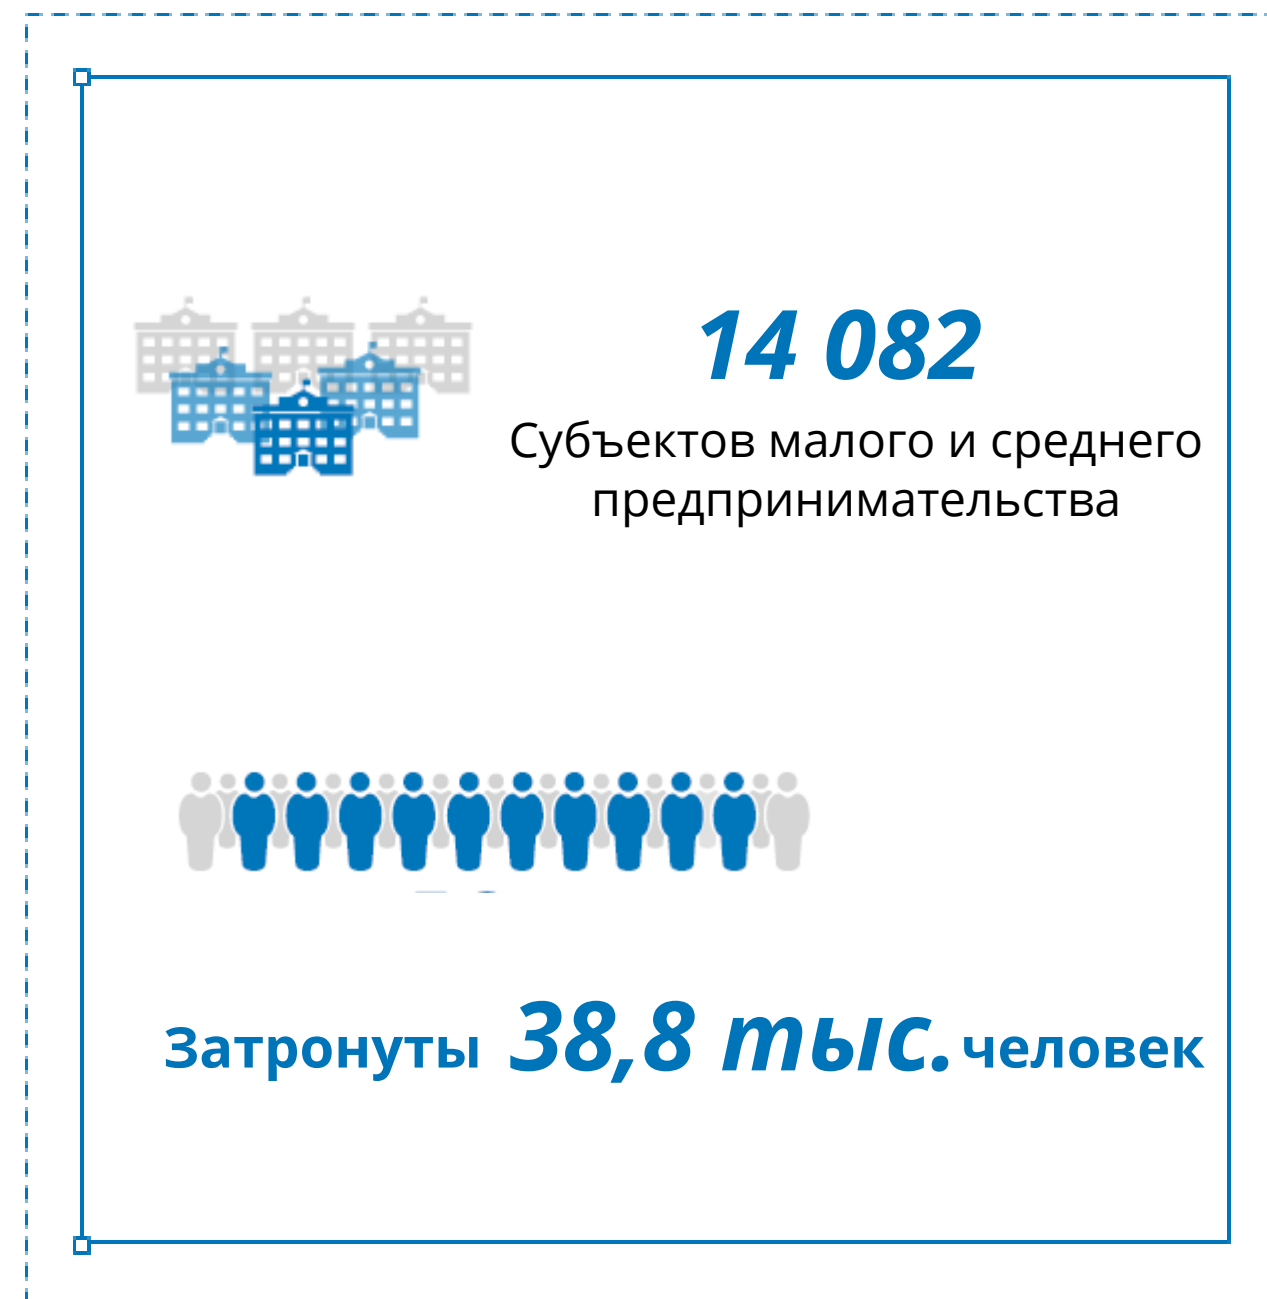 14 082
Субъектов малого и среднего
предпринимательства
Затронуты 38,8 тыс. человек